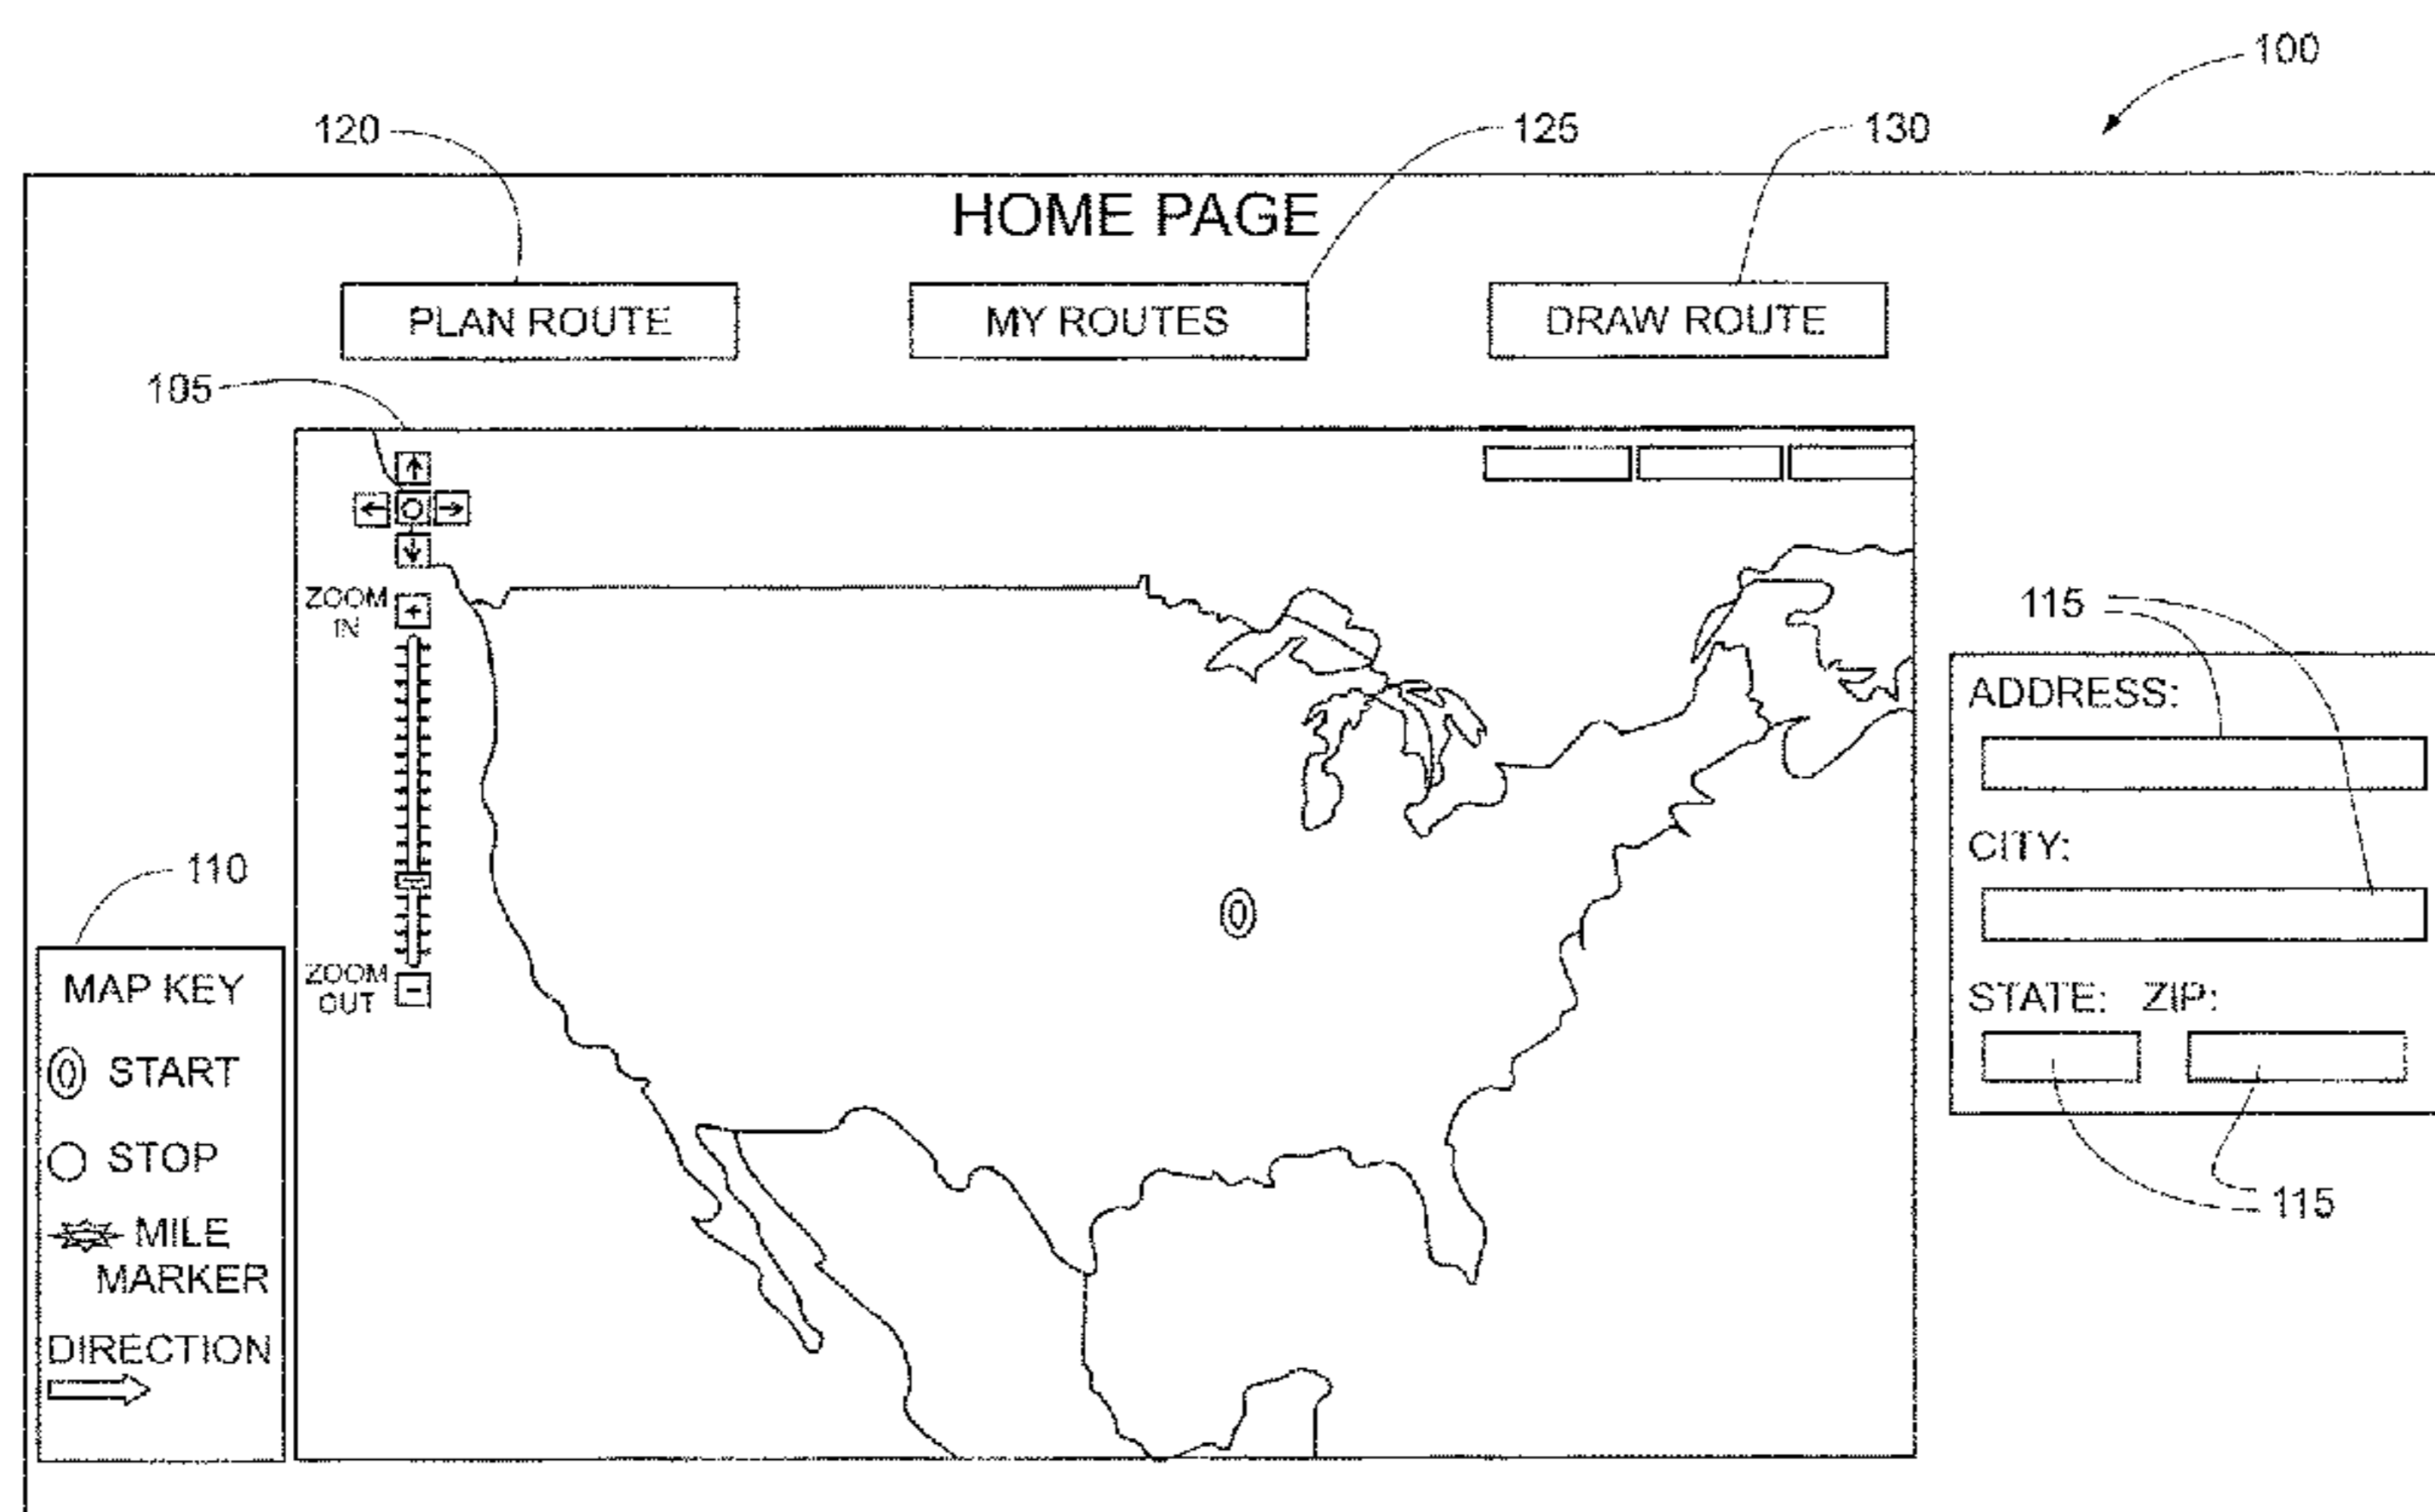 100
120
125
130
HOME PAGE
PLAN ROUTE
MY ROUTES
DRAW ROUTE
105
ZOOM
IN
+
ZOOM
OUT
-
110
MAP KEY
START
STOP
MILE
MARKER
DIRECTION
115
ADDRESS:
CITY:
STATE: ZIP:
115